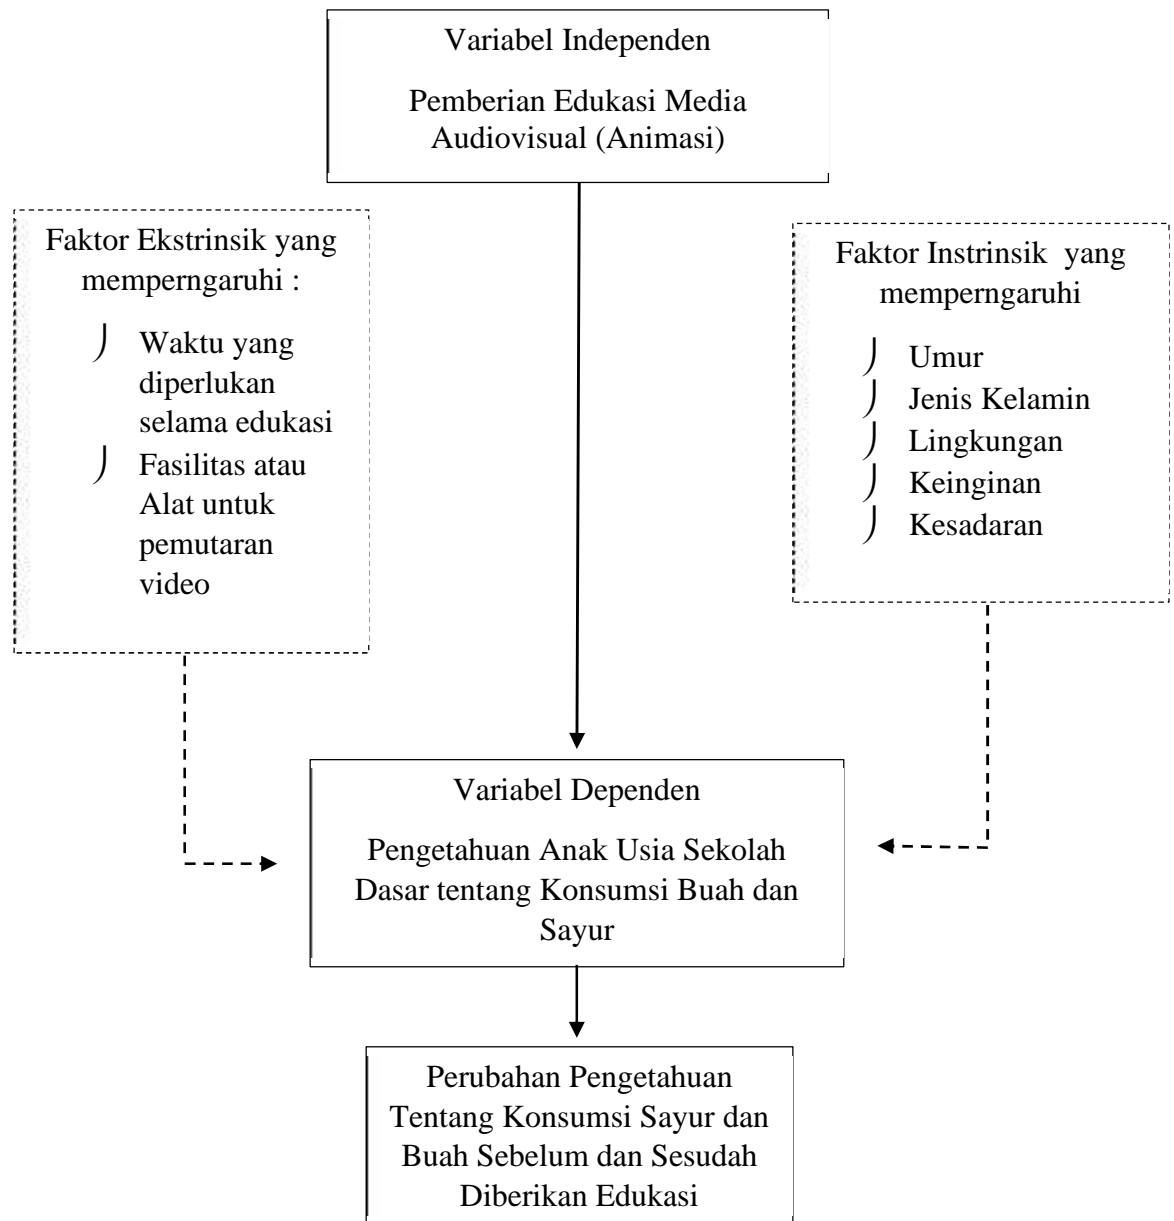 Variabel Independen
Pemberian Edukasi Media
Audiovisual (Animasi)
Faktor Ekstrinsik yang
memperngaruhi :
Waktu yang
diperlukan
selama edukasi
Fasilitas atau
Alat untuk
pemutaran
video
Faktor Instrinsik yang
memperngaruhi
Umur
Jenis Kelamin
Lingkungan
Keinginan
Kesadaran
Variabel Dependen
Pengetahuan Anak Usia Sekolah
Dasar tentang Konsumsi Buah dan
Sayur
Perubahan Pengetahuan
Tentang Konsumsi Sayur dan
Buah Sebelum dan Sesudah
Diberikan Edukasi